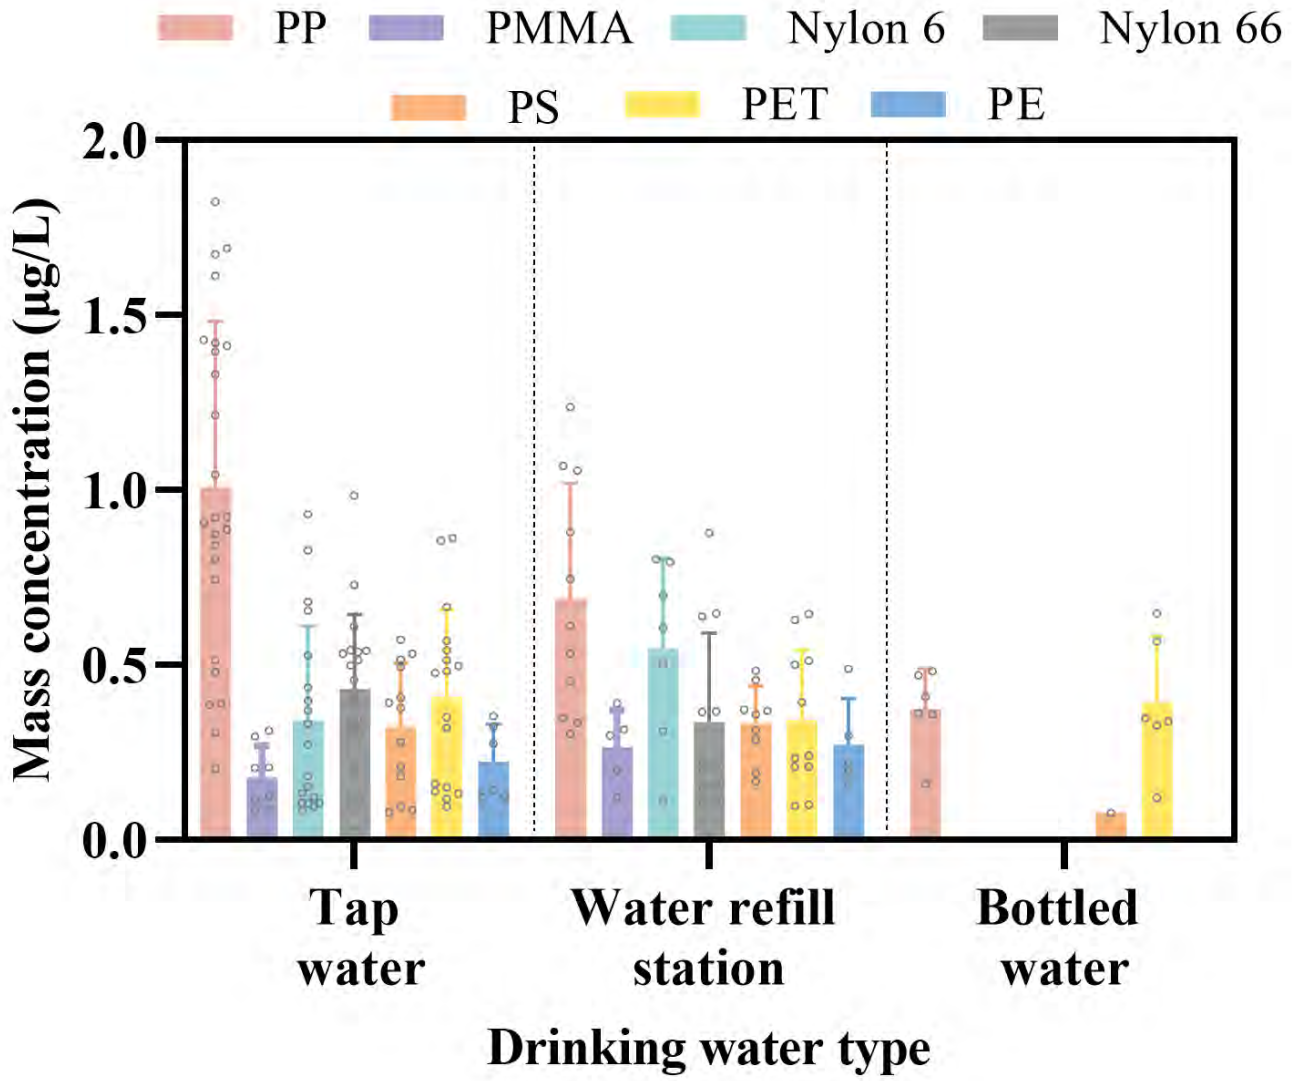 PP PMMA Nylon 6 Nylon 66
PS PET PE
Mass concentration (µg/L)
2.0
1.5
1.0
0.5
0.0
Tap water
Water refill station
Bottled water
Drinking water type